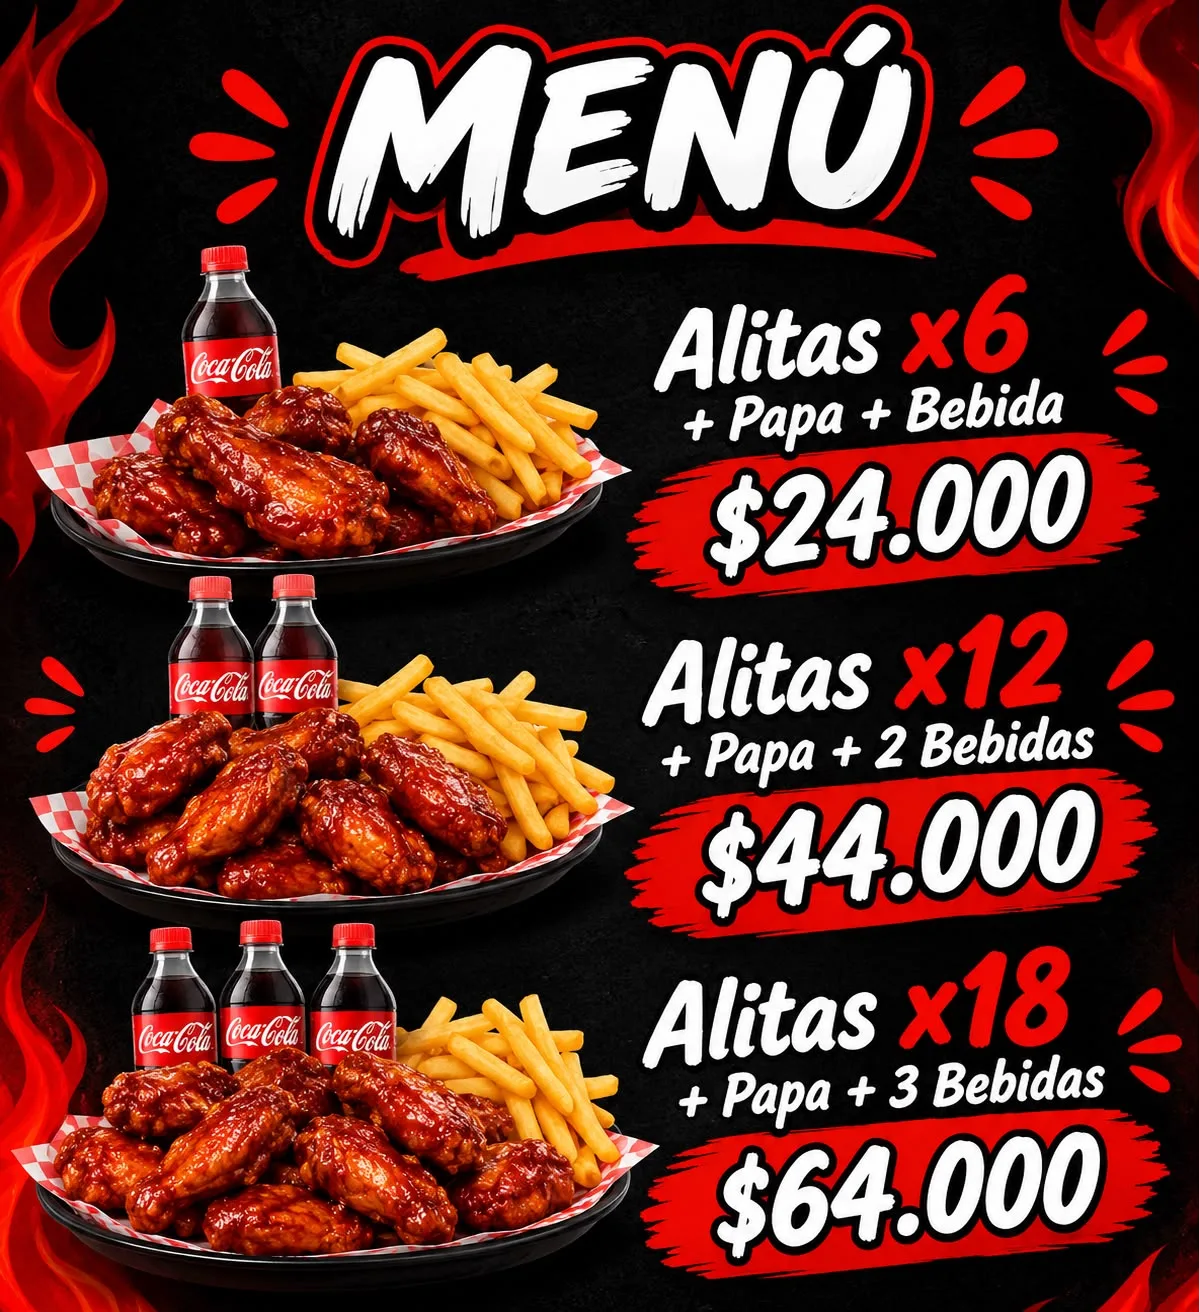 MENÚ
Coca-Cola
Alitas x6
+ Papa + Bebida
$24.000
Coca-Cola Coca-Cola
Alitas x12
+ Papa + 2 Bebidas
$44.000
Coca-Cola Coca-Cola Coca-Cola
Alitas x18
+ Papa + 3 Bebidas
$64.000